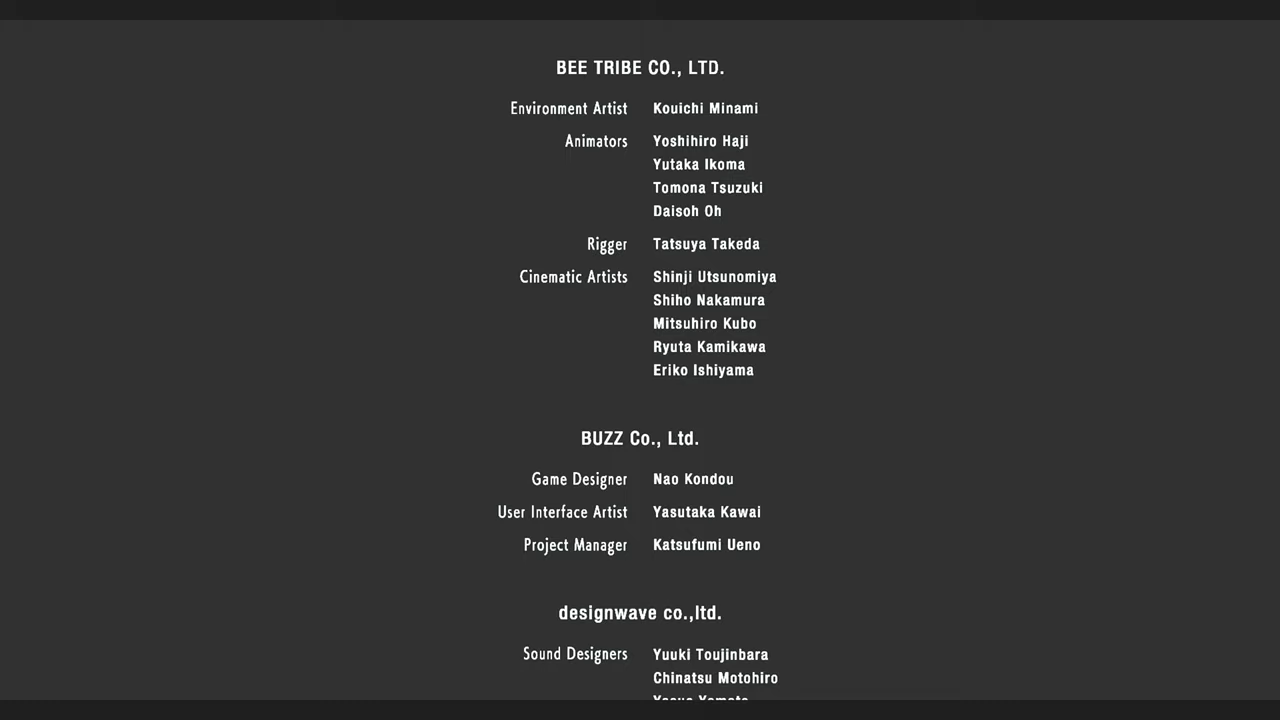 BEE TRIBE CO., LTD.
Environment Artist Kouichi Minami
Animators Yoshihiro Haji
Yutaka Ikoma
Tomona Tsuzuki
Daisoh Oh
Rigger Tatsuya Takeda
Cinematic Artists Shinji Utsunomiya
Shiho Nakamura
Mitsuhiro Kubo
Ryuta Kamikawa
Eriko Ishiyama
BUZZ Co., Ltd.
Game Designer Nao Kondou
User Interface Artist Yasutaka Kawai
Project Manager Katsufumi Ueno
designwave co.,ltd.
Sound Designers Yuuki Toujinbara
Chinatsu Motohiro